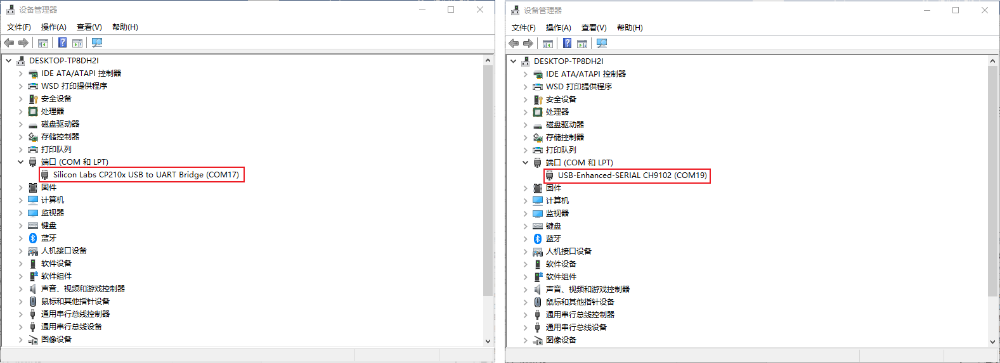 设备管理器
文件(F) 操作(A) 查看(V) 帮助(H)
DESKTOP-TP8DH2I
IDE ATA/ATAPI 控制器
WSD 打印提供程序
安全设备
处理器
磁盘驱动器
存储控制器
打印队列
端口 (COM 和 LPT)
Silicon Labs CP210x USB to UART Bridge (COM17)
固件
计算机
监视器
键盘
蓝牙
人机接口设备
软件设备
软件组件
声音、视频和游戏控制器
鼠标和其他指针设备
通用串行总线控制器
通用串行总线设备
图像设备
设备管理器
文件(F) 操作(A) 查看(V) 帮助(H)
DESKTOP-TP8DH2I
IDE ATA/ATAPI 控制器
WSD 打印提供程序
安全设备
处理器
磁盘驱动器
存储控制器
打印队列
端口 (COM 和 LPT)
USB-Enhanced-SERIAL CH9102 (COM19)
固件
计算机
监视器
键盘
蓝牙
人机接口设备
软件设备
软件组件
声音、视频和游戏控制器
鼠标和其他指针设备
通用串行总线控制器
通用串行总线设备
图像设备